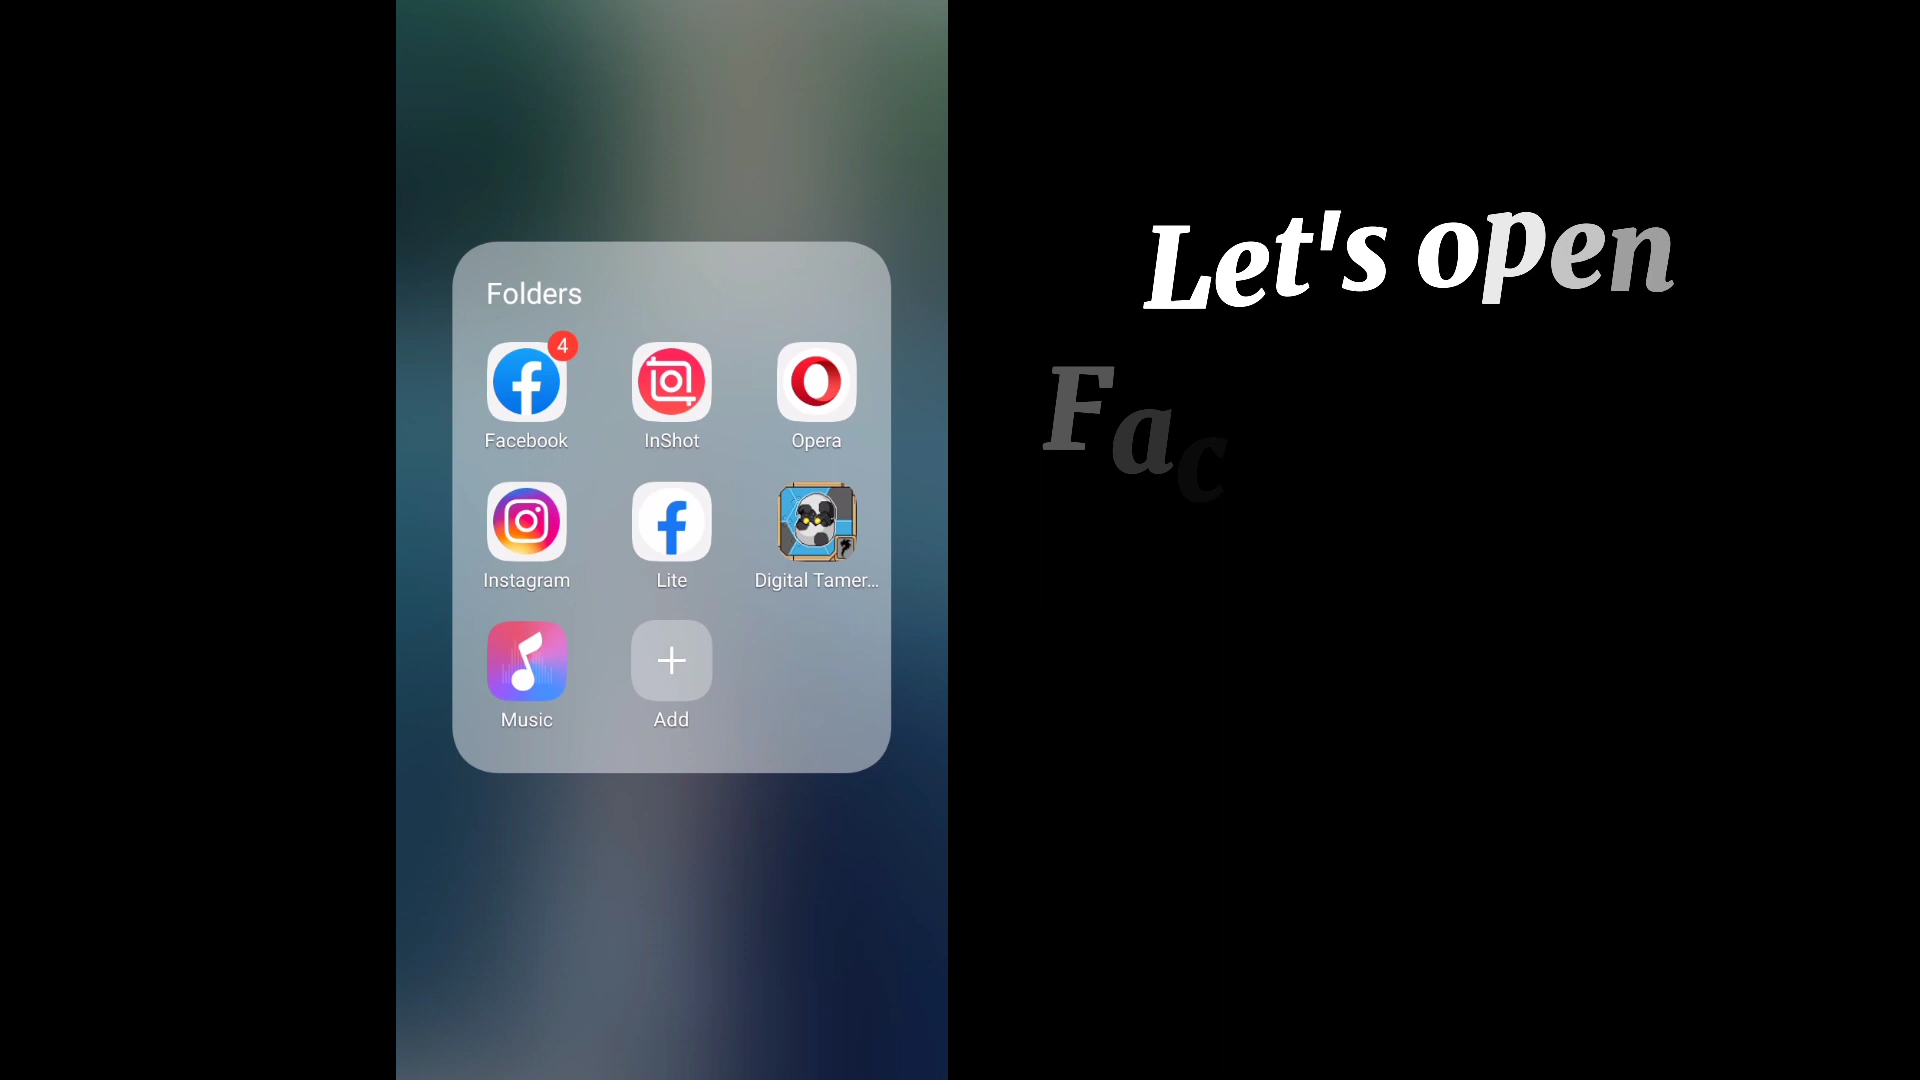 Let's open
Fac
Folders
4
Facebook
InShot
Opera
Instagram
Lite
Digital Tamer...
Music
Add